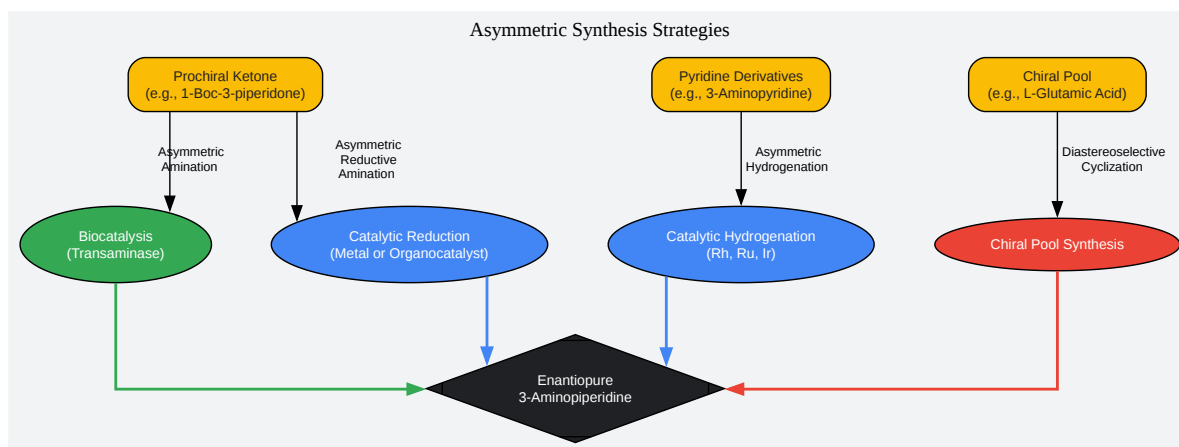 Asymmetric Synthesis Strategies
Prochiral Ketone
(e.g., 1-Boc-3-piperidone)
Pyridine Derivatives
(e.g., 3-Aminopyridine)
Chiral Pool
(e.g., L-Glutamic Acid)
Asymmetric
Amination
Asymmetric
Reductive
Amination
Asymmetric
Hydrogenation
Diastereoselective
Cyclization
Biocatalysis
(Transaminase)
Catalytic Reduction
(Metal or Organocatalyst)
Catalytic Hydrogenation
(Rh, Ru, Ir)
Chiral Pool Synthesis
Enantiopure
3-Aminopiperidine